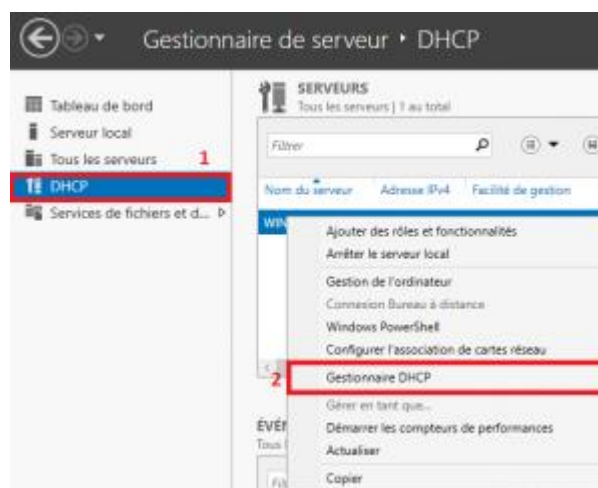 Gestionnaire de serveur ‣ DHCP
Tableau de bord
Serveur local
Tous les serveurs
1
DHCP
Services de fichiers et d...
SERVEURS
Tous les serveurs | 1 au total
Filtrer
Nom du serveur Adresse IPv4 Facilité de gestion
WIN
Ajouter des rôles et fonctionnalités
Arrêter le serveur local
Gestion de l'ordinateur
Connexion Bureau à distance
Windows PowerShell
Configurer l'association de cartes réseau
2
Gestionnaire DHCP
Gérer en tant que...
Démarrer les compteurs de performances
Actualiser
Copier
Tous